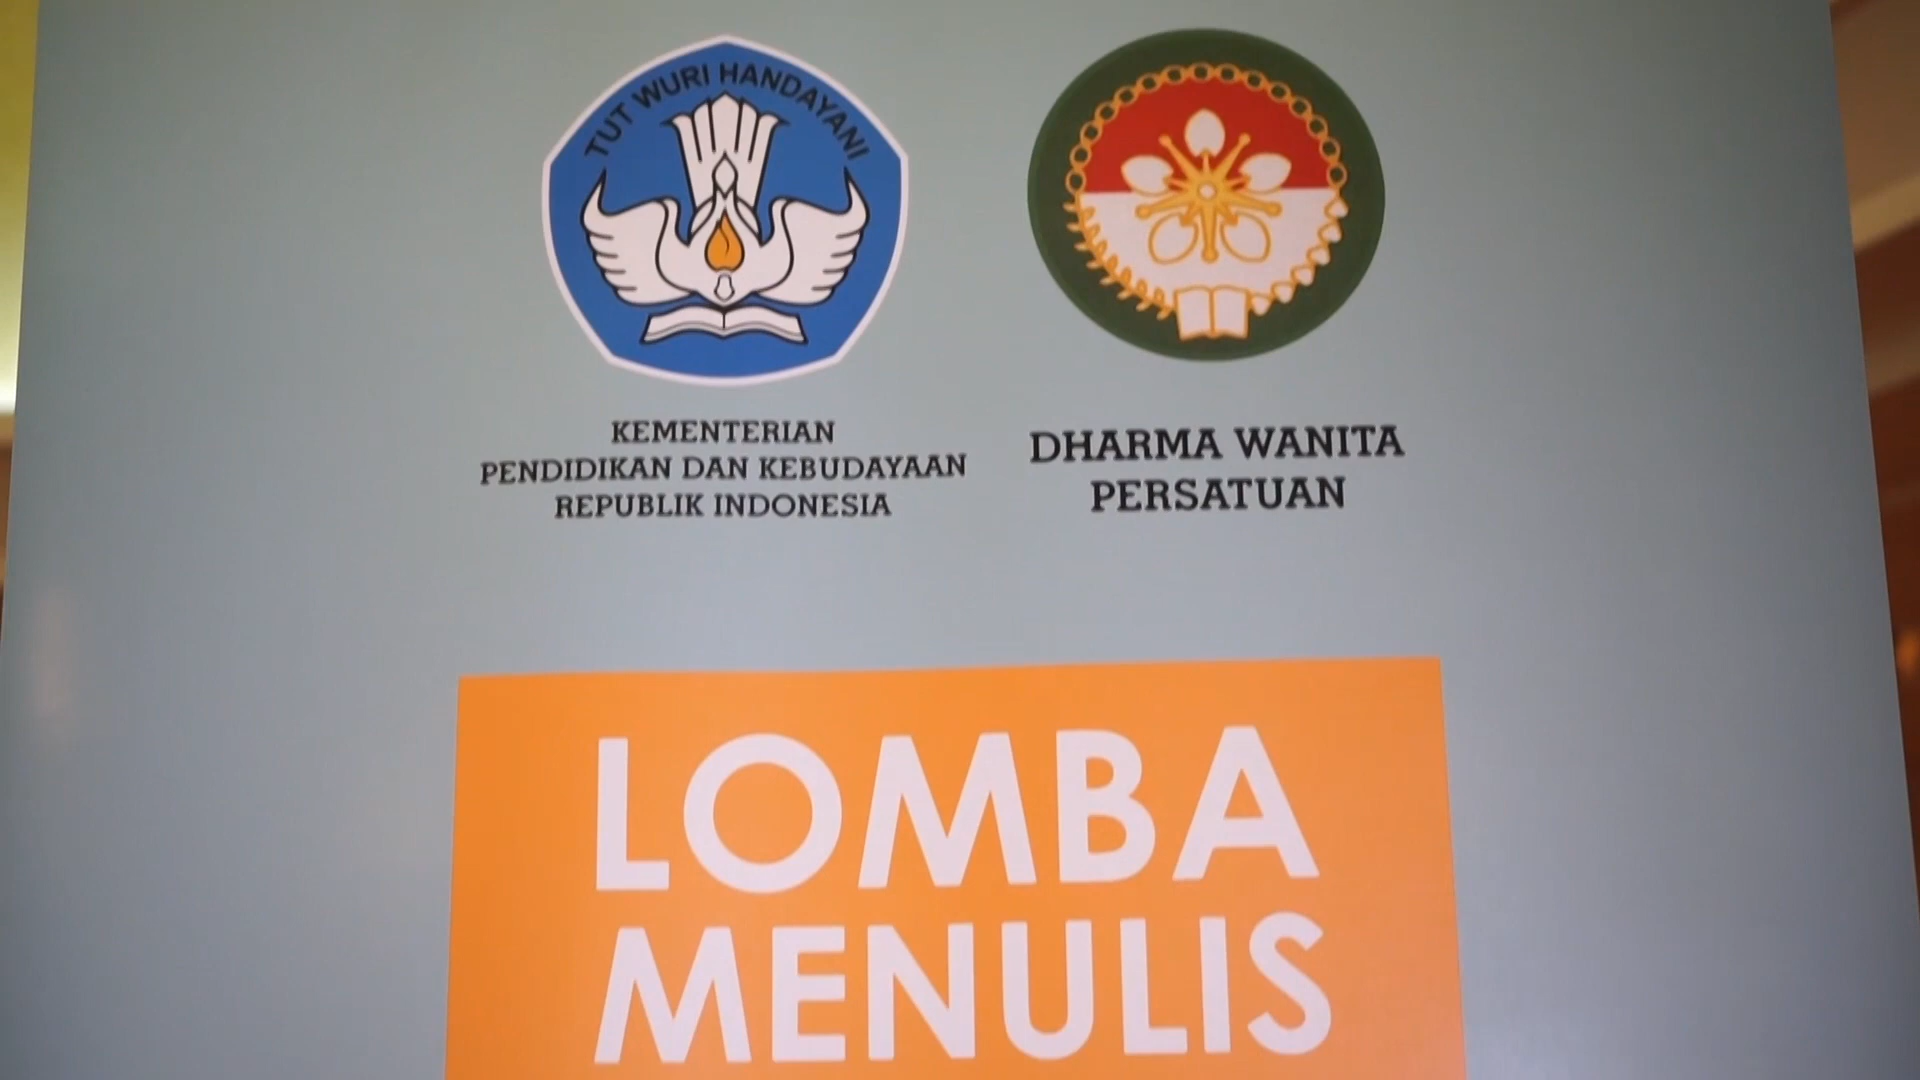 TUT WURI HANDAYANI
KEMENTERIAN
PENDIDIKAN DAN KEBUDAYAAN
REPUBLIK INDONESIA
DHARMA WANITA
PERSATUAN
LOMBA
MENULIS